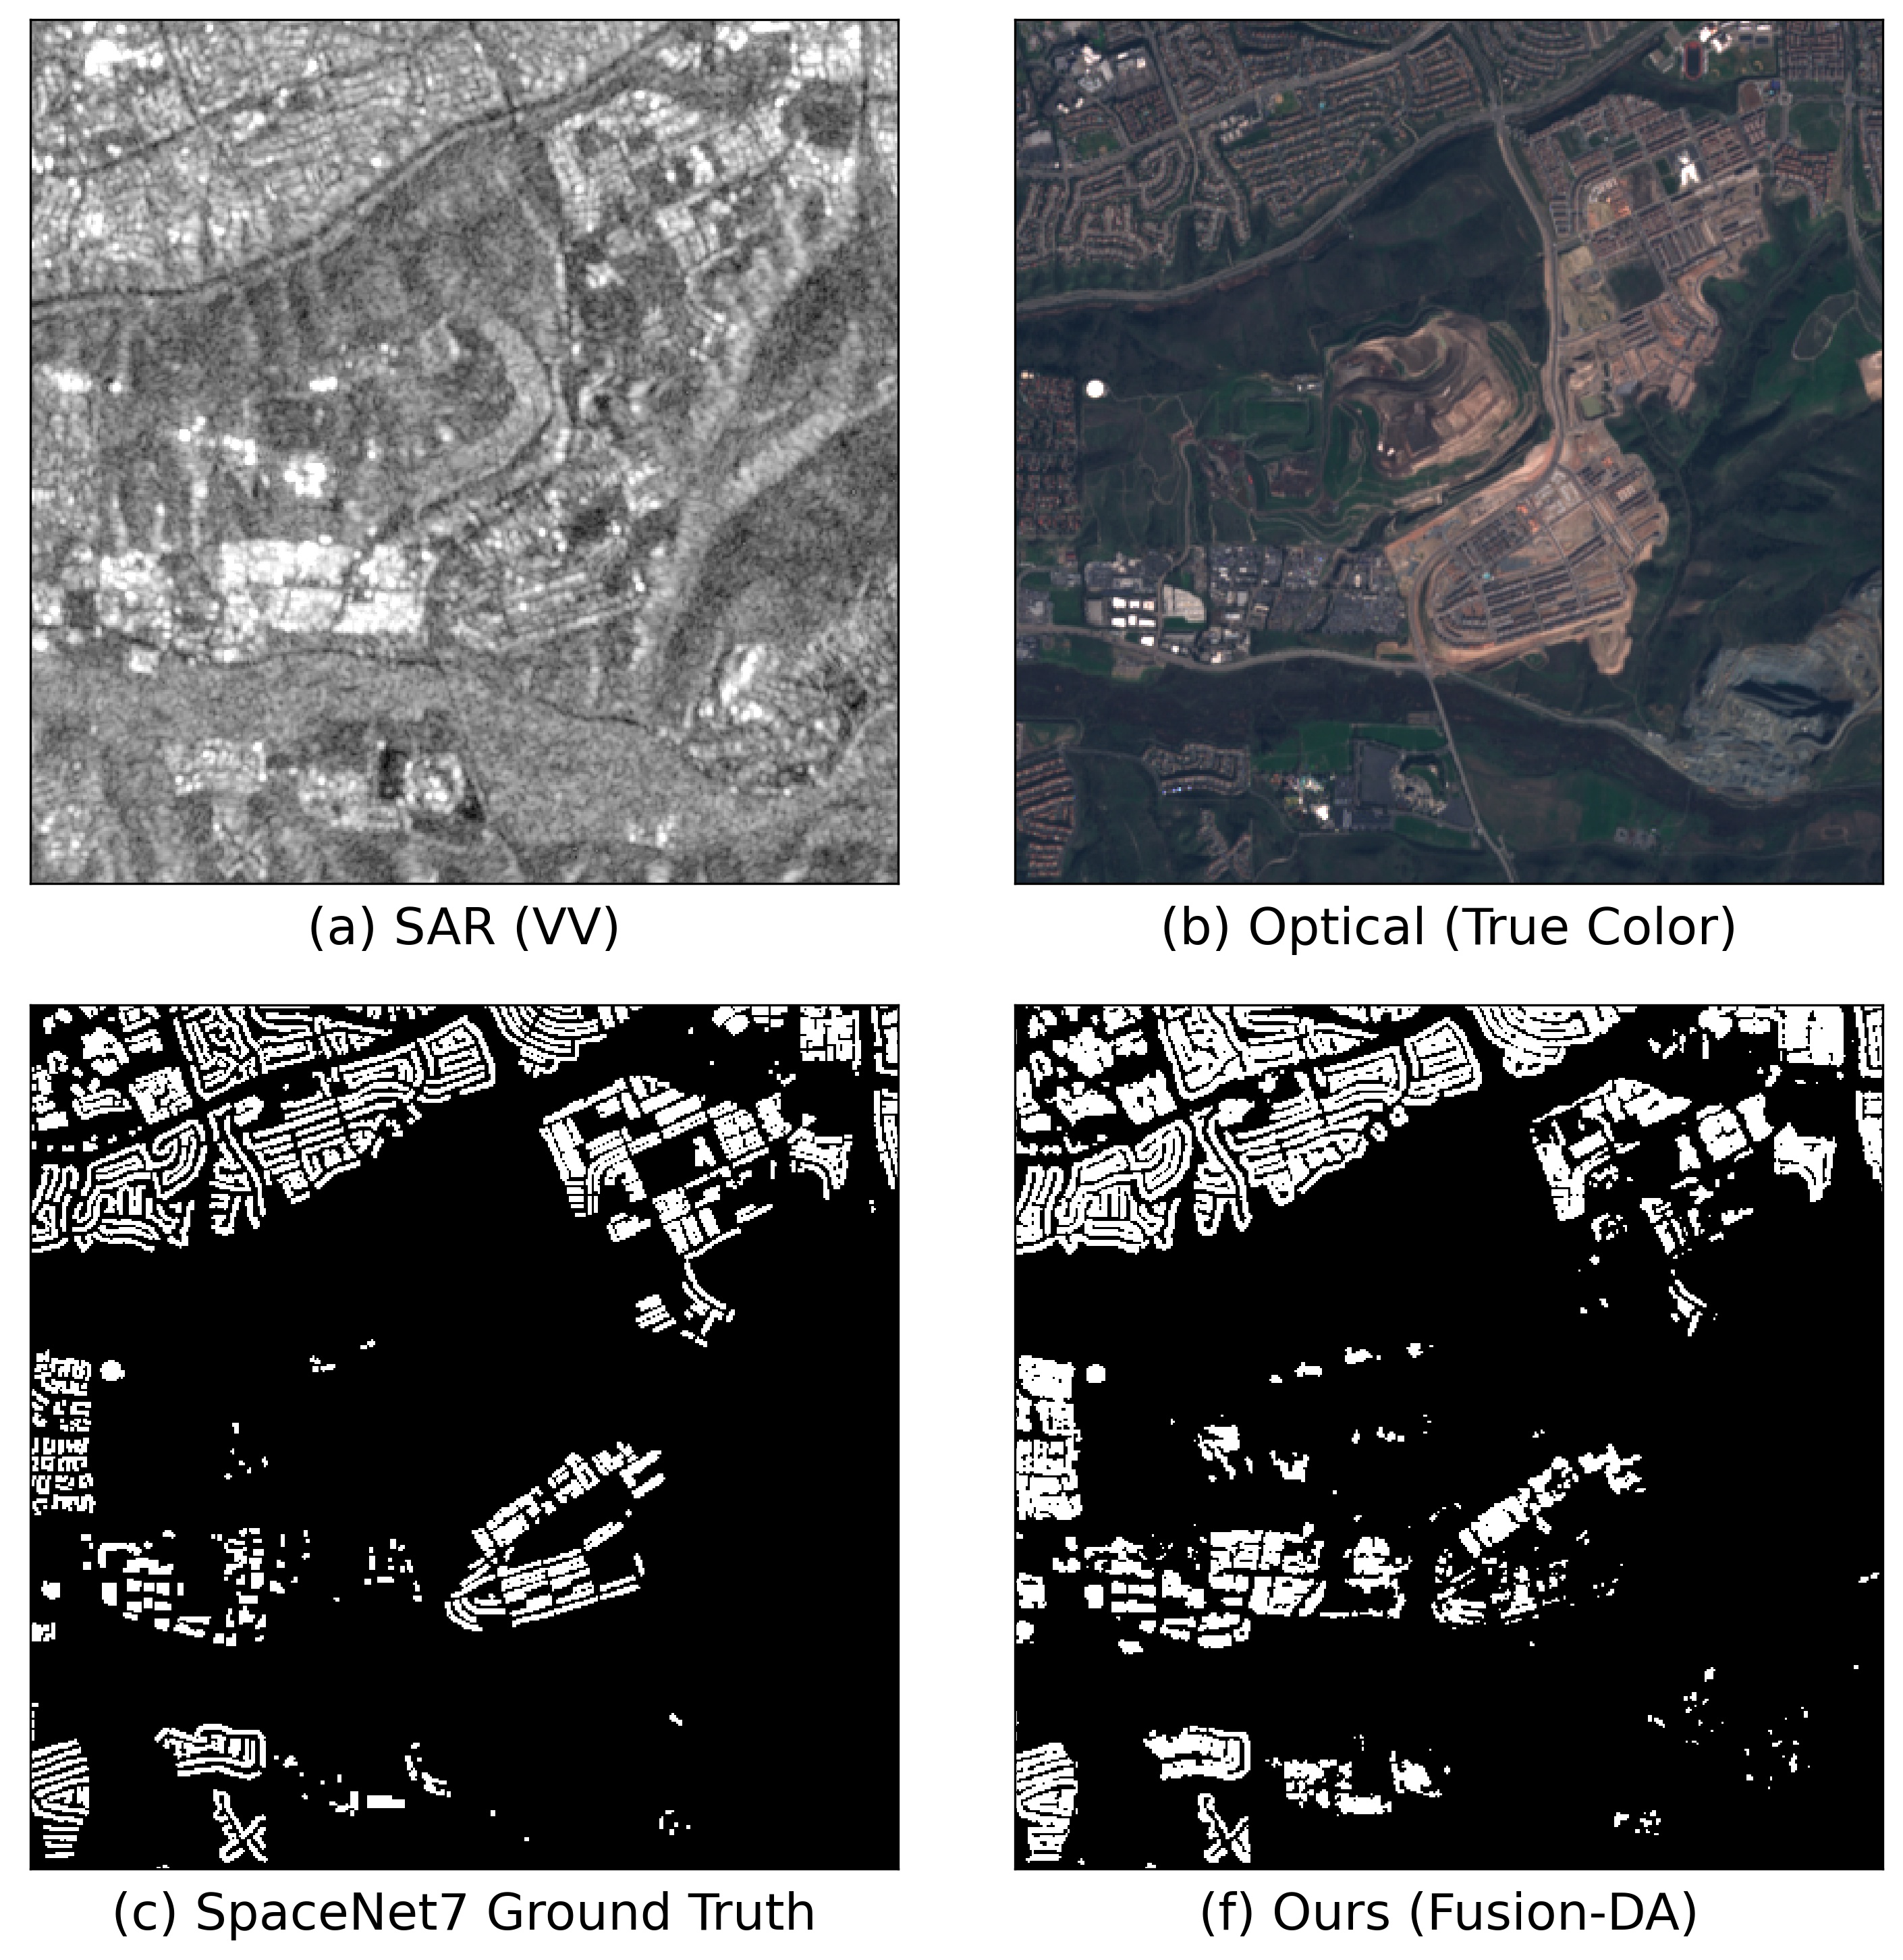 (a) SAR (VV)
(b) Optical (True Color)
(c) SpaceNet7 Ground Truth
(f) Ours (Fusion-DA)